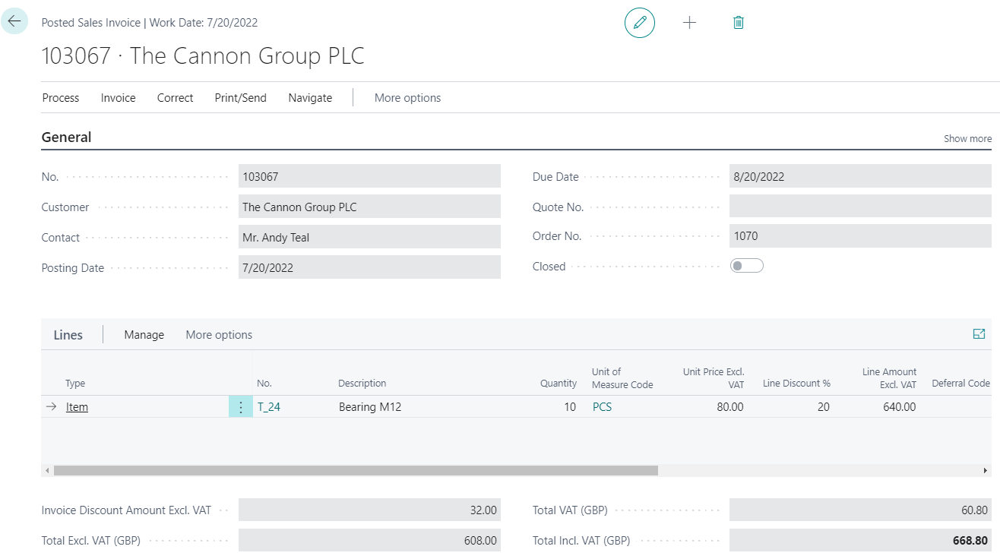 Posted Sales Invoice | Work Date: 7/20/2022
103067 · The Cannon Group PLC
Process Invoice Correct Print/Send Navigate More options
General Show more
No. 103067
Customer The Cannon Group PLC
Contact Mr. Andy Teal
Posting Date 7/20/2022
Due Date 8/20/2022
Quote No.
Order No. 1070
Closed
Lines Manage More options
Type No. Description Quantity Unit of Measure Code Unit Price Excl. VAT Line Discount % Line Amount Excl. VAT Deferral Code
Item T_24 Bearing M12 10 PCS 80.00 20 640.00
Invoice Discount Amount Excl. VAT 32.00
Total Excl. VAT (GBP) 608.00
Total VAT (GBP) 60.80
Total Incl. VAT (GBP) 668.80